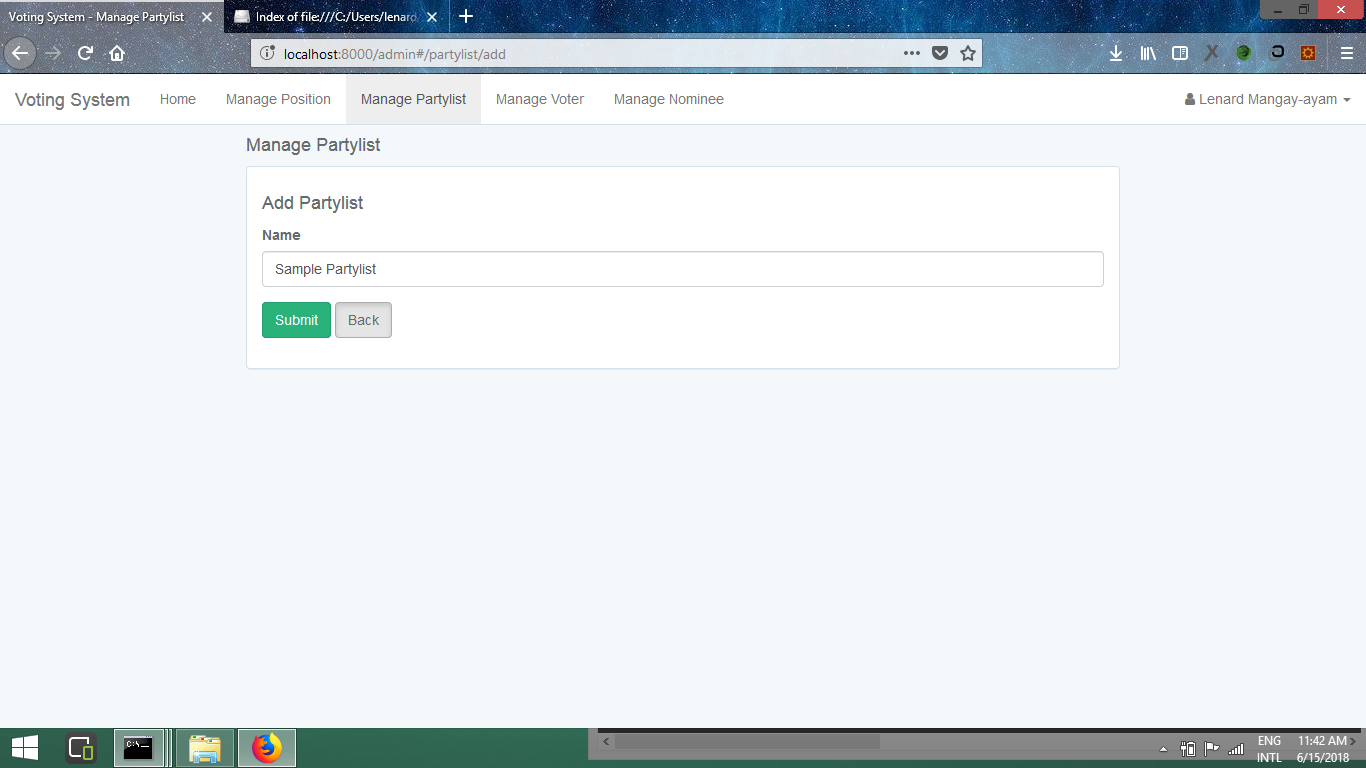 Voting System - Manage Partylist
Index of file:///C:/Users/lenard
localhost:8000/admin#/partylist/add
Voting System Home Manage Position Manage Partylist Manage Voter Manage Nominee Lenard Mangay-ayam
Manage Partylist
Add Partylist
Name
Sample Partylist
Submit Back
ENG 11:42 AM
INTL 6/15/2018